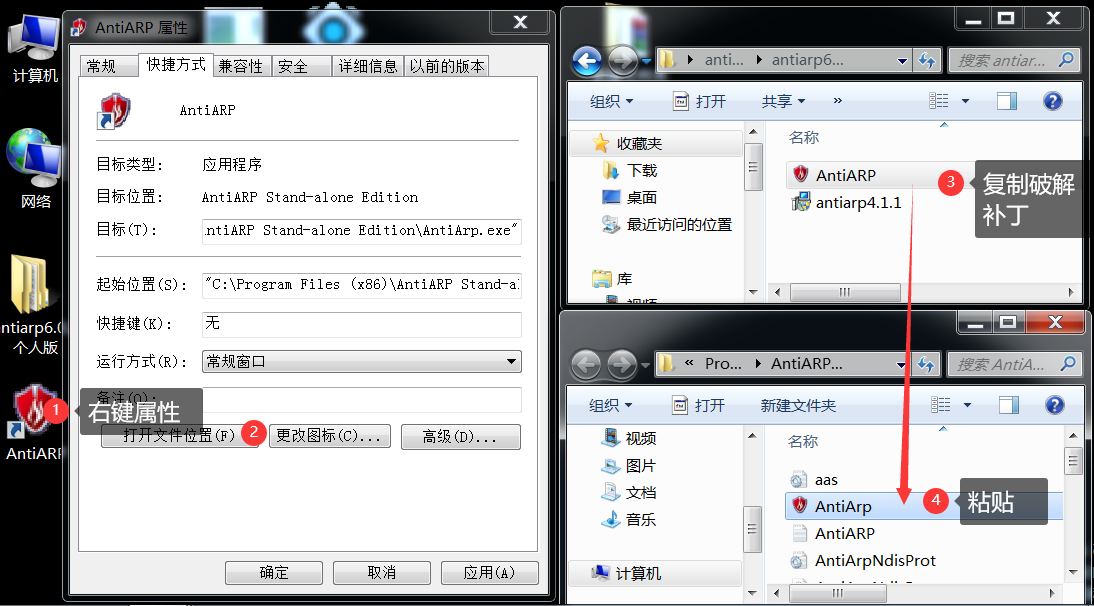 计算机
网络
ntiarp6.0
个人版
AntiARP
1
右键属性
AntiARP 属性
常规
快捷方式
兼容性
安全
详细信息
以前的版本
AntiARP
目标类型:
应用程序
目标位置:
AntiARP Stand-alone Edition
目标(T):
.ntiARP Stand-alone Edition\AntiArp.exe"
起始位置(S):
"C:\Program Files (x86)\AntiARP Stand-al
快捷键(K):
无
运行方式(R):
常规窗口
备注(O):
打开文件位置(F)
2
更改图标(C)...
高级(D)...
确定
取消
应用(A)
anti...
antiarp6...
搜索 antiar...
组织
打开
共享
»
收藏夹
下载
桌面
最近访问的位置
库
视频
名称
AntiARP
antiarp4.1.1
3
复制破解
补丁
«
Pro...
AntiARP...
搜索 AntiA...
组织
打开
新建文件夹
视频
图片
文档
音乐
计算机
名称
aas
AntiArp
4
粘贴
AntiARP
AntiArpNdisProt